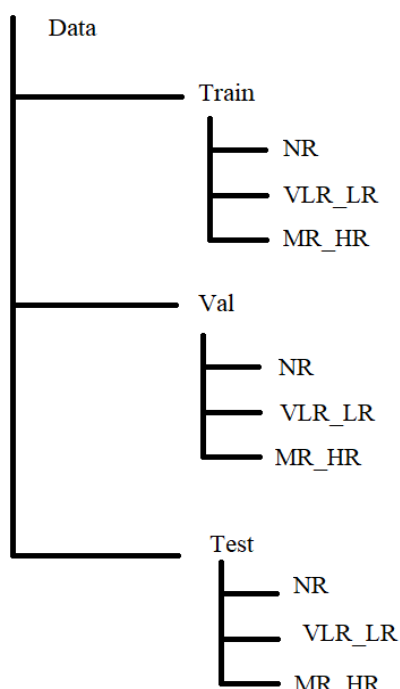 Data
Train
NR
VLR_LR
MR_HR
Val
NR
VLR_LR
MR_HR
Test
NR
VLR_LR
MR_HR